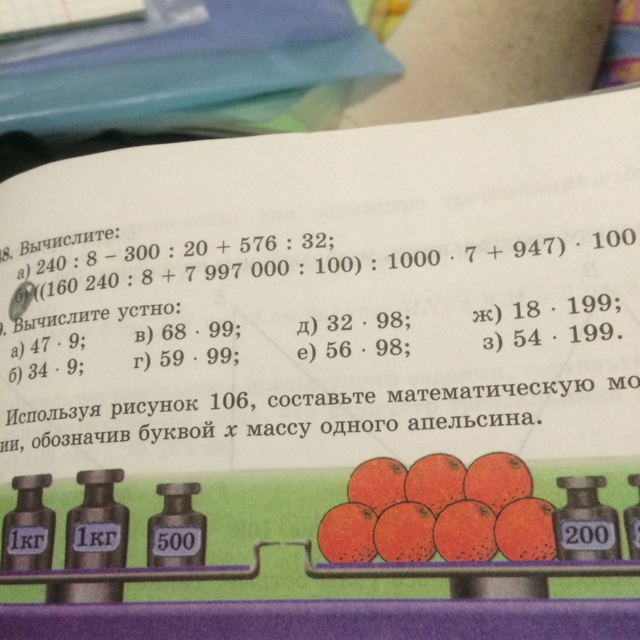 8. Вычислите:
а) 240 : 8 – 300 : 20 + 576 : 32;
б) ((160 240 : 8 + 7 997 000 : 100) : 1000 · 7 + 947) · 100
Вычислите устно:
а) 47 · 9; в) 68 · 99; д) 32 · 98; ж) 18 · 199;
б) 34 · 9; г) 59 · 99; е) 56 · 98; з) 54 · 199.
Используя рисунок 106, составьте математическую мо
ии, обозначив буквой x массу одного апельсина.
1кг 1кг 500 200